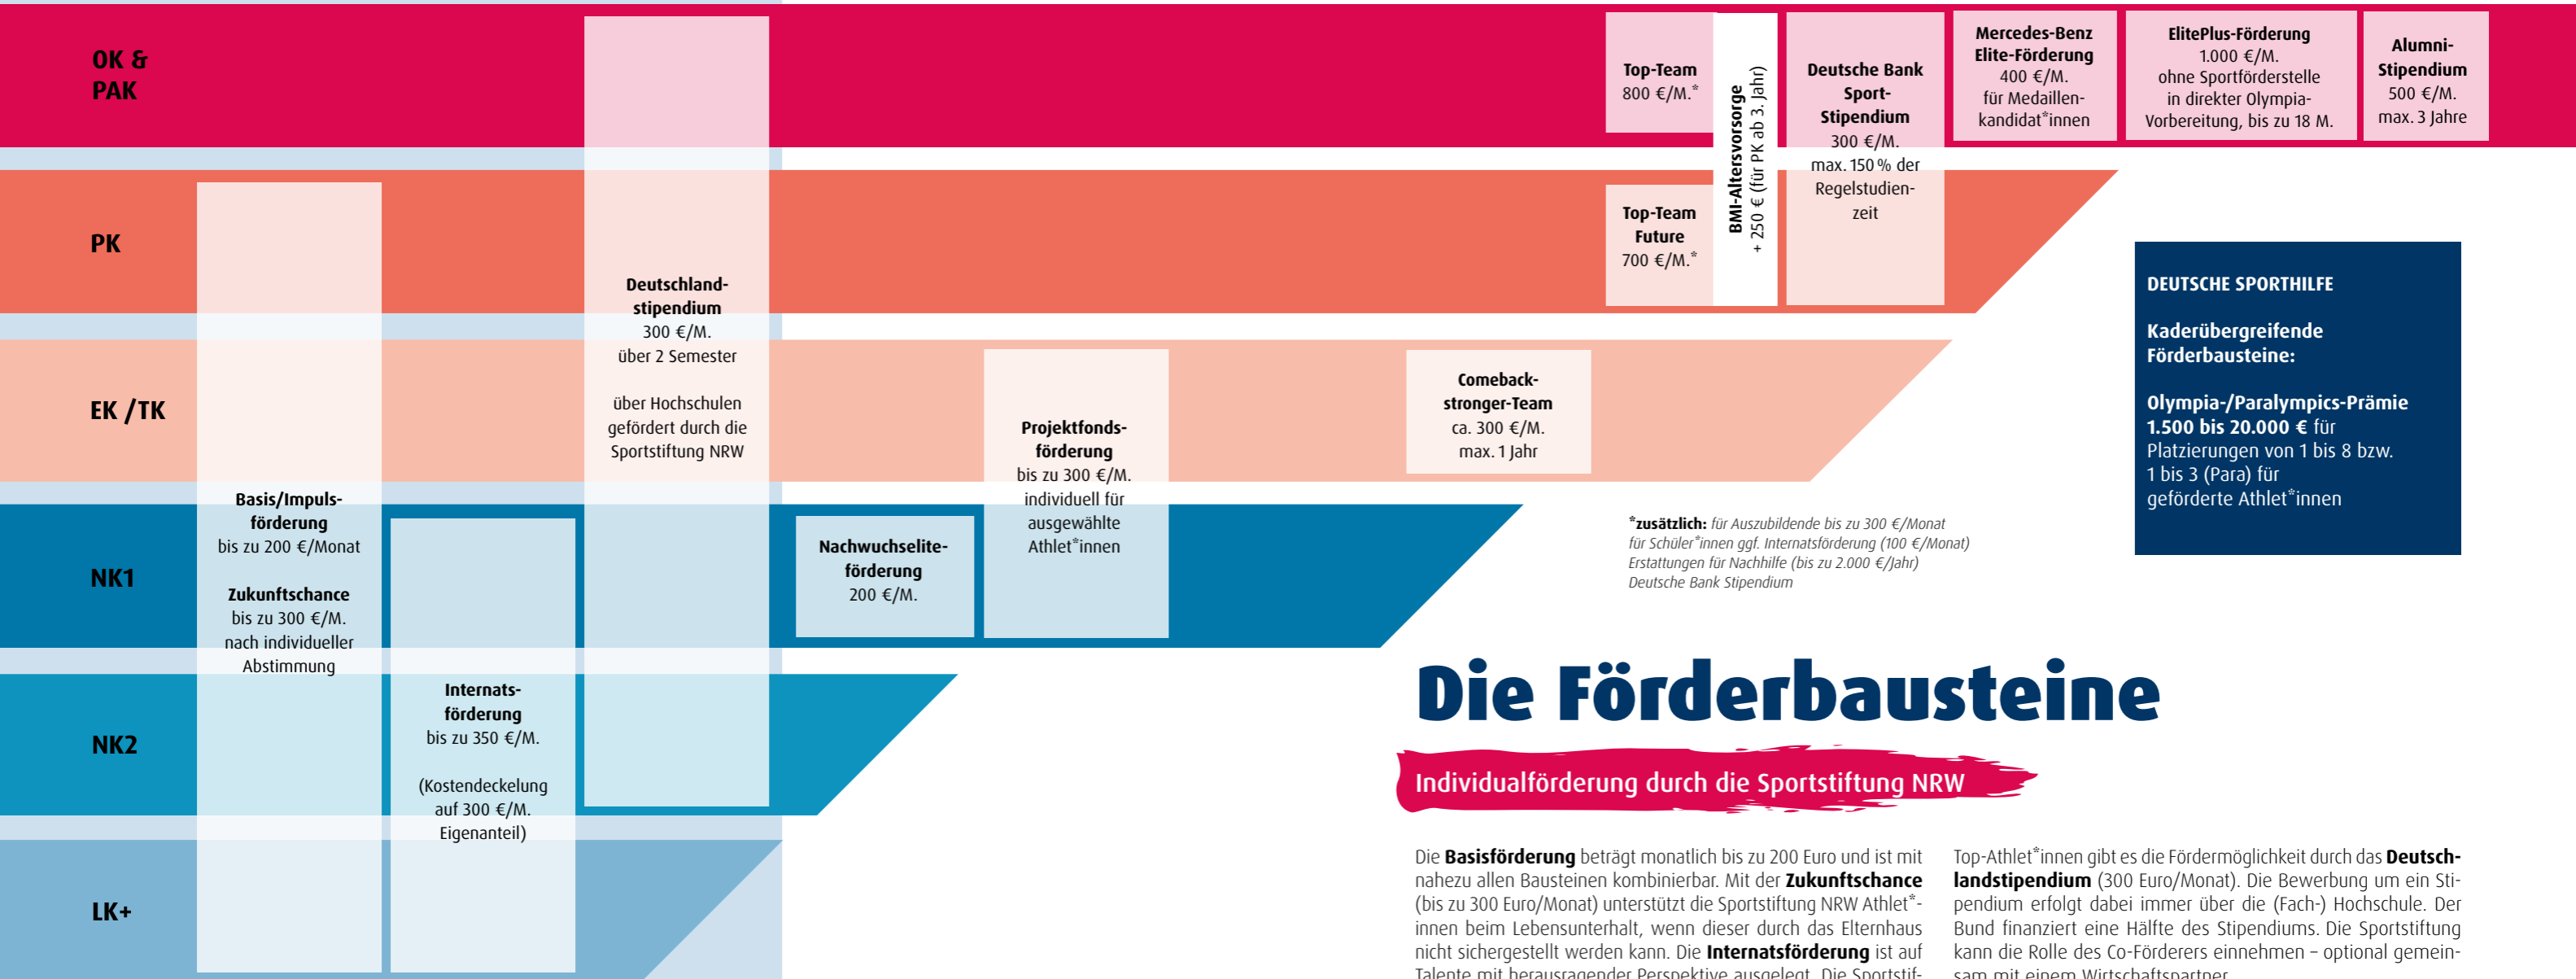 OK &
PAK
Top-Team
800 €/M.*
BMI-Altersvorsorge
+ 250 € (für PK ab 3. Jahr)
Deutsche Bank
Sport-
Stipendium
300 €/M.
max. 150 % der
Regelstudien-
zeit
Mercedes-Benz
Elite-Förderung
400 €/M.
für Medaillen-
kandidat*innen
ElitePlus-Förderung
1.000 €/M.
ohne Sportförderstelle
in direkter Olympia-
Vorbereitung, bis zu 18 M.
Alumni-
Stipendium
500 €/M.
max. 3 Jahre
PK
Top-Team
Future
700 €/M.*
Deutschland-
stipendium
300 €/M.
über 2 Semester
über Hochschulen
gefördert durch die
Sportstiftung NRW
DEUTSCHE SPORTHILFE
Kaderübergreifende
Förderbausteine:
Olympia-/Paralympics-Prämie
1.500 bis 20.000 € für
Platzierungen von 1 bis 8 bzw.
1 bis 3 (Para) für
geförderte Athlet*innen
EK /TK
Projektfonds-
förderung
bis zu 300 €/M.
individuell für
ausgewählte
Athlet*innen
Comeback-
stronger-Team
ca. 300 €/M.
max. 1 Jahr
Basis/Impuls-
förderung
bis zu 200 €/Monat
Zukunftschance
bis zu 300 €/M.
nach individueller
Abstimmung
NK1
Nachwuchselite-
förderung
200 €/M.
*zusätzlich: für Auszubildende bis zu 300 €/Monat
für Schüler*innen ggf. Internatsförderung (100 €/Monat)
Erstattungen für Nachhilfe (bis zu 2.000 €/Jahr)
Deutsche Bank Stipendium
NK2
Internats-
förderung
bis zu 350 €/M.
(Kostendeckelung
auf 300 €/M.
Eigenanteil)
LK+
Die Förderbausteine
Individualförderung durch die Sportstiftung NRW
Die Basisförderung beträgt monatlich bis zu 200 Euro und ist mit
nahezu allen Bausteinen kombinierbar. Mit der Zukunftschance
(bis zu 300 Euro/Monat) unterstützt die Sportstiftung NRW Athlet*-
innen beim Lebensunterhalt, wenn dieser durch das Elternhaus
nicht sichergestellt werden kann. Die Internatsförderung ist auf
Talente mit herausragender Perspektive ausgelegt. Die Sportstif-
Top-Athlet*innen gibt es die Fördermöglichkeit durch das Deutsch-
landstipendium (300 Euro/Monat). Die Bewerbung um ein Sti-
pendium erfolgt dabei immer über die (Fach-) Hochschule. Der
Bund finanziert eine Hälfte des Stipendiums. Die Sportstiftung
kann die Rolle des Co-Förderers einnehmen – optional gemein-
sam mit einem Wirtschaftspartner.